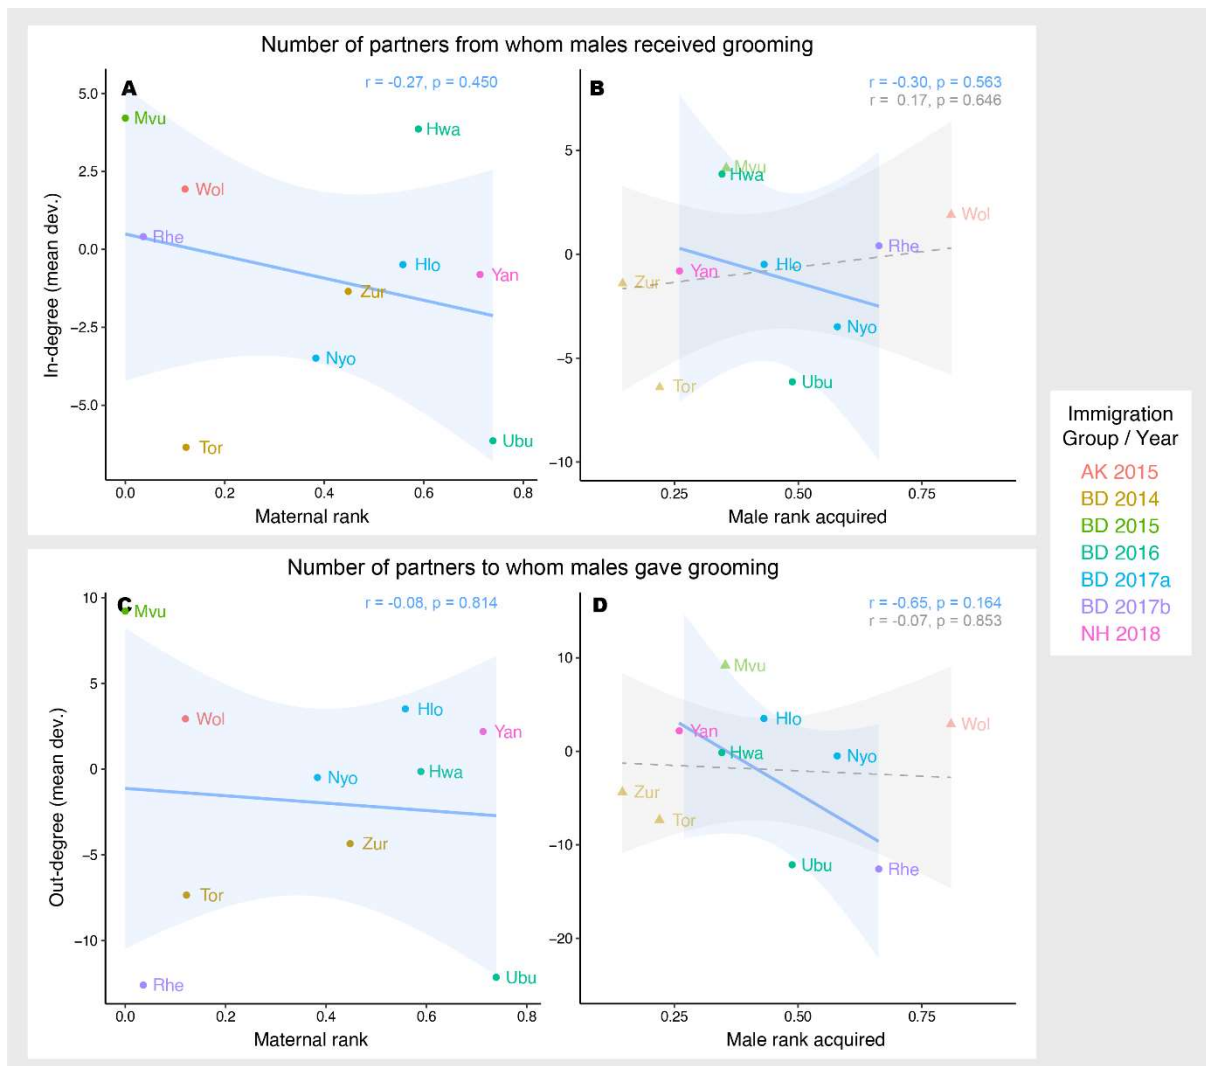 Number of partners from whom males received grooming
A
r = -0.27, p = 0.450
In-degree (mean dev.)
5.0
2.5
0.0
−2.5
−5.0
Mvu
Hwa
Wol
Rhe
Hlo
Yan
Zur
Nyo
Tor
Ubu
0.0
0.2
0.4
0.6
0.8
Maternal rank
B
r = -0.30, p = 0.563
r = 0.17, p = 0.646
5
0
−5
−10
Mvu
Hwa
Wol
Rhe
Hlo
Yan
Zur
Nyo
Tor
Ubu
0.25
0.50
0.75
Male rank acquired
Number of partners to whom males gave grooming
C
r = -0.08, p = 0.814
Out-degree (mean dev.)
10
5
0
−5
−10
Mvu
Wol
Hlo
Yan
Nyo
Hwa
Zur
Tor
Rhe
Ubu
0.0
0.2
0.4
0.6
0.8
Maternal rank
D
r = -0.65, p = 0.164
r = -0.07, p = 0.853
10
0
−10
−20
Mvu
Hlo
Wol
Yan
Hwa
Nyo
Zur
Tor
Ubu
Rhe
0.25
0.50
0.75
Male rank acquired
Immigration
Group / Year
AK 2015
BD 2014
BD 2015
BD 2016
BD 2017a
BD 2017b
NH 2018